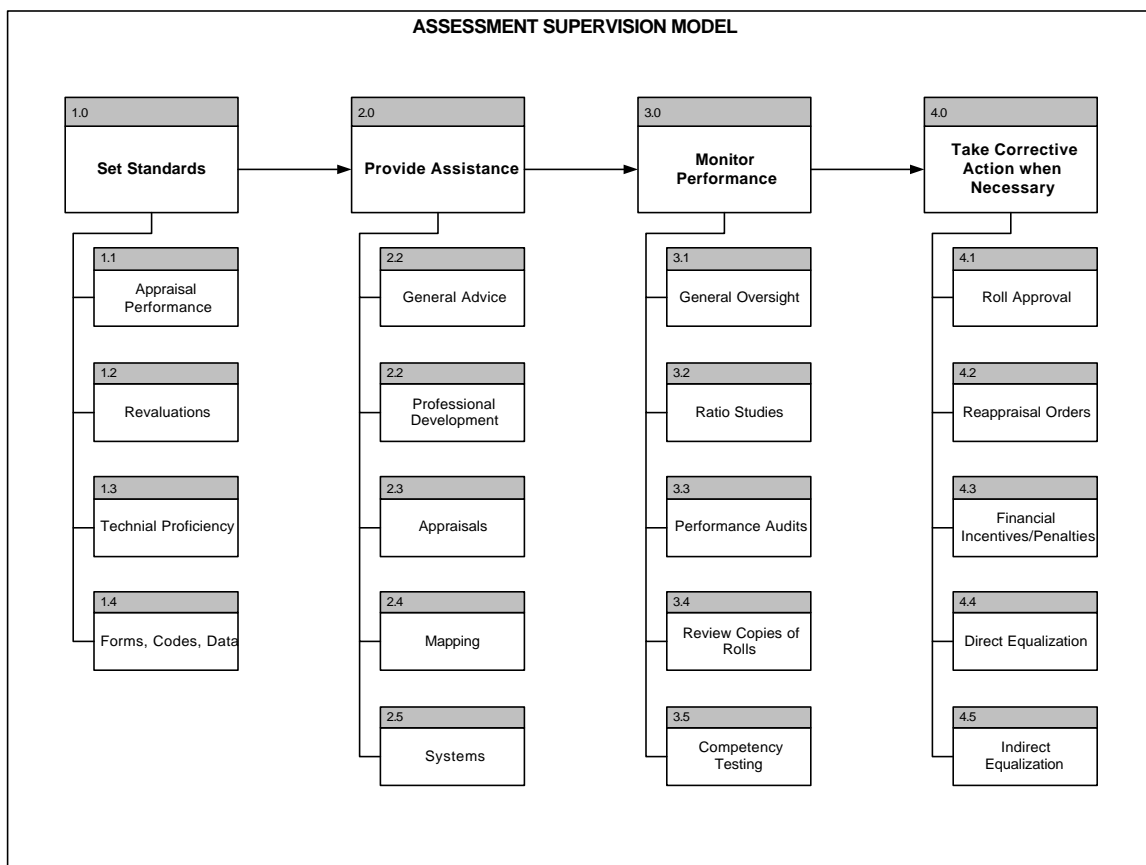 ASSESSMENT SUPERVISION MODEL
1.0
Set Standards
2.0
Provide Assistance
3.0
Monitor
Performance
4.0
Take Corrective
Action when
Necessary
1.1
Appraisal
Performance
1.2
Revaluations
1.3
Technial Proficiency
1.4
Forms, Codes, Data
2.2
General Advice
2.2
Professional
Development
2.3
Appraisals
2.4
Mapping
2.5
Systems
3.1
General Oversight
3.2
Ratio Studies
3.3
Performance Audits
3.4
Review Copies of
Rolls
3.5
Competency
Testing
4.1
Roll Approval
4.2
Reappraisal Orders
4.3
Financial
Incentives/Penalties
4.4
Direct Equalization
4.5
Indirect
Equalization